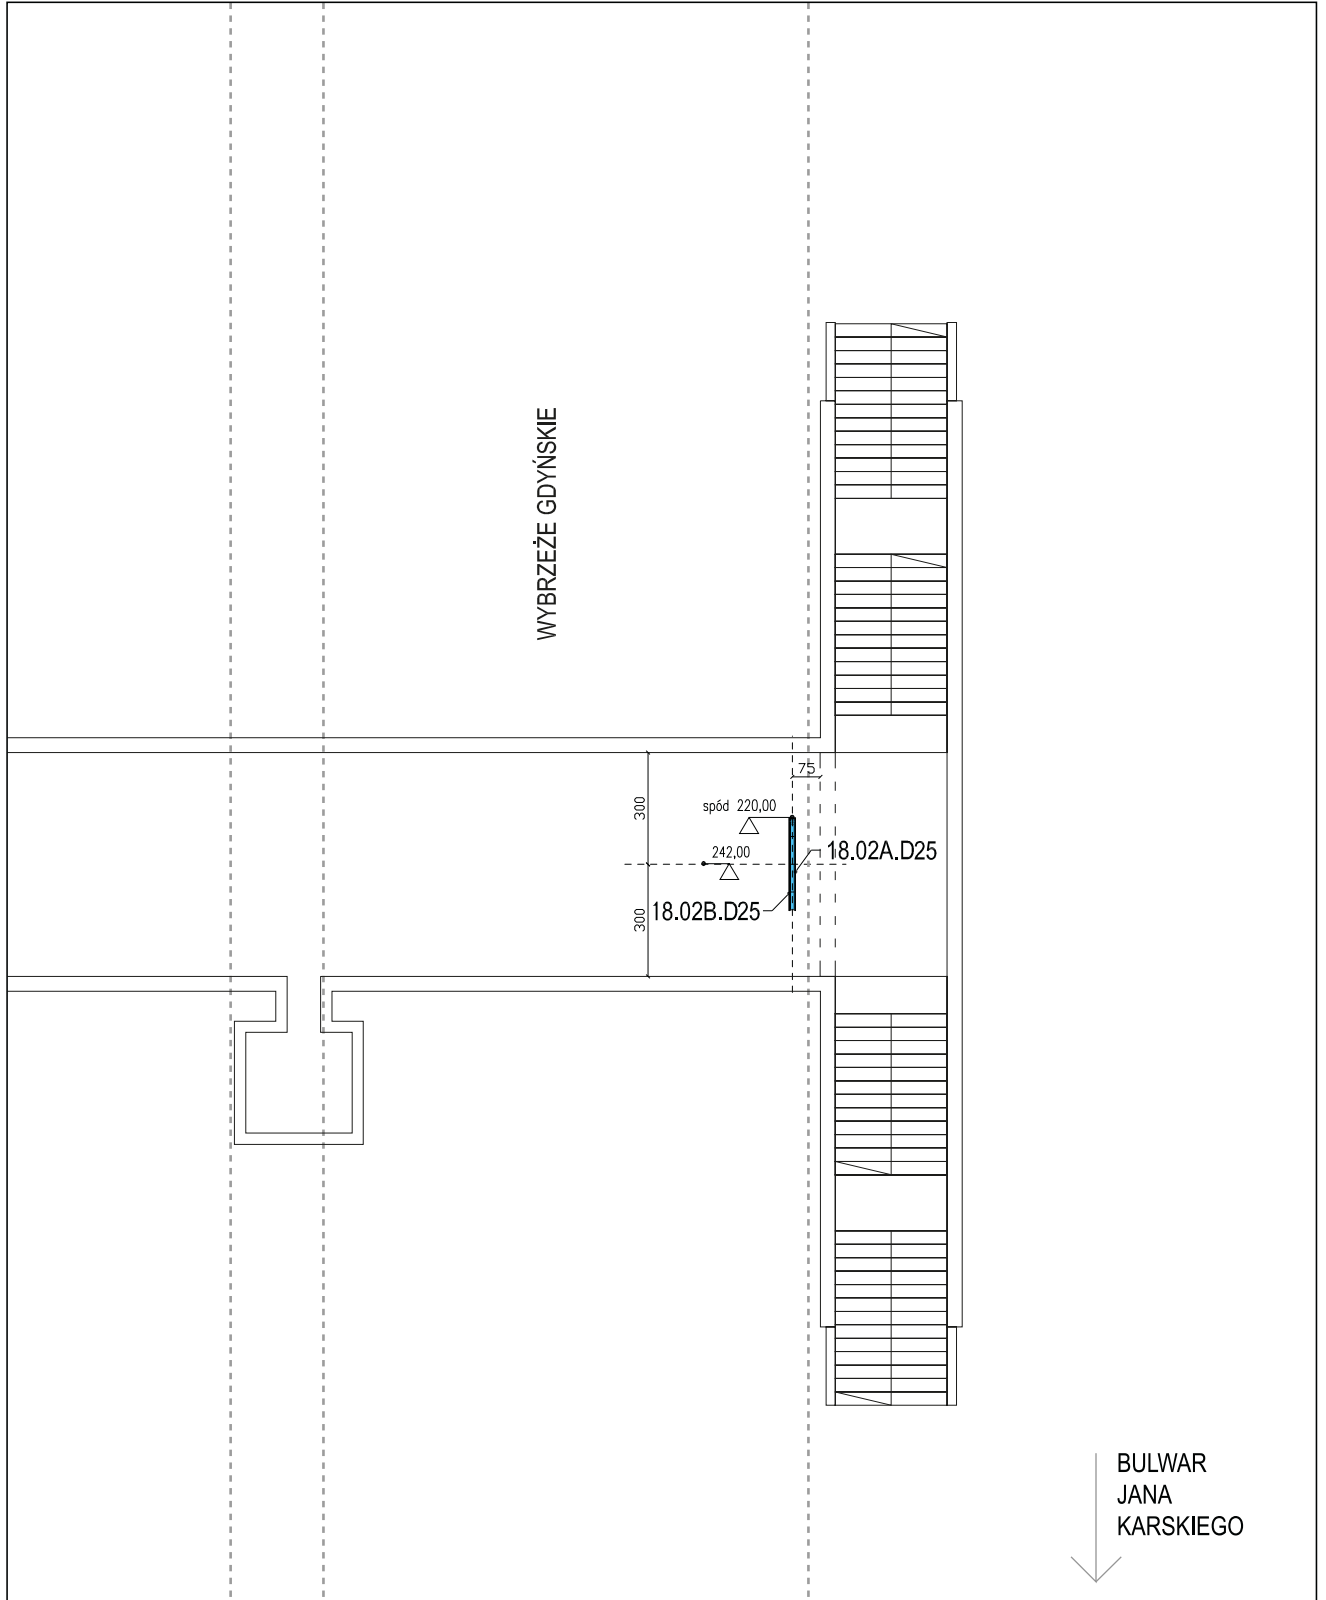 WYBRZEŻE GDYŃSKIE
75
300
spód 220,00
242,00
18.02A.D25
18.02B.D25
300
BULWAR
JANA
KARSKIEGO